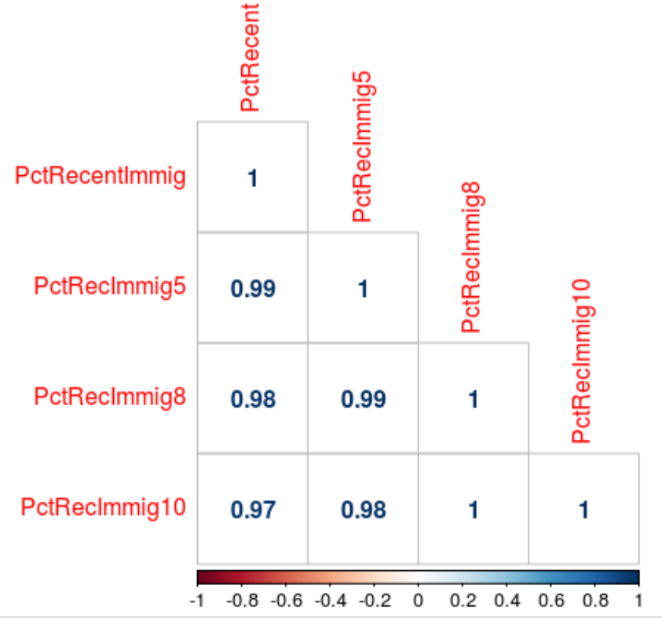 PctRecent
PctRecImmig5
PctRecImmig8
PctRecImmig10
PctRecentImmig 1
PctRecImmig5 0.99 1
PctRecImmig8 0.98 0.99 1
PctRecImmig10 0.97 0.98 1 1
-1 -0.8 -0.6 -0.4 -0.2 0 0.2 0.4 0.6 0.8 1